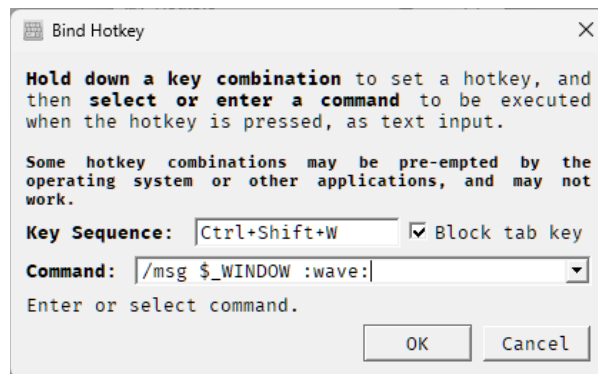 Bind Hotkey
Hold down a key combination to set a hotkey, and
then select or enter a command to be executed
when the hotkey is pressed, as text input.
Some hotkey combinations may be pre-empted by the
operating system or other applications, and may not
work.
Key Sequence: Ctrl+Shift+W Block tab key
Command: /msg $_WINDOW :wave:
Enter or select command.
OK Cancel